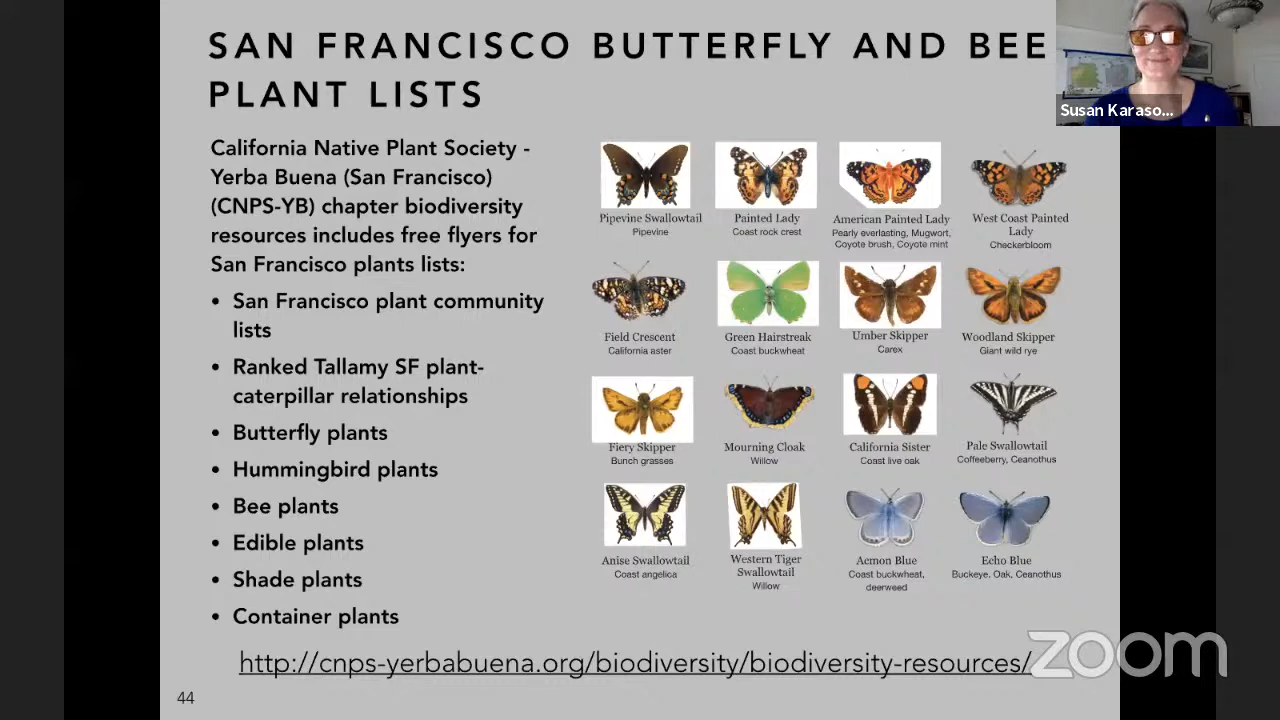 SAN FRANCISCO BUTTERFLY AND BEE
PLANT LISTS
Susan Karaso...
California Native Plant Society -
Yerba Buena (San Francisco)
(CNPS-YB) chapter biodiversity
resources includes free flyers for
San Francisco plants lists:
• San Francisco plant community
lists
• Ranked Tallamy SF plant-
caterpillar relationships
• Butterfly plants
• Hummingbird plants
• Bee plants
• Edible plants
• Shade plants
• Container plants
Pipevine Swallowtail
Pipevine
Painted Lady
Coast rock crest
American Painted Lady
Pearly everlasting, Mugwort,
Coyote brush, Coyote mint
West Coast Painted
Lady
Checkerbloom
Field Crescent
California aster
Green Hairstreak
Coast buckwheat
Umber Skipper
Carex
Woodland Skipper
Giant wild rye
Fiery Skipper
Bunch grasses
Mourning Cloak
Willow
California Sister
Coast live oak
Pale Swallowtail
Coffeeberry, Ceanothus
Anise Swallowtail
Coast angelica
Western Tiger
Swallowtail
Willow
Acmon Blue
Coast buckwheat,
deerweed
Echo Blue
Buckeye, Oak, Ceanothus
http://cnps-yerbabuena.org/biodiversity/biodiversity-resources/
zoom
44